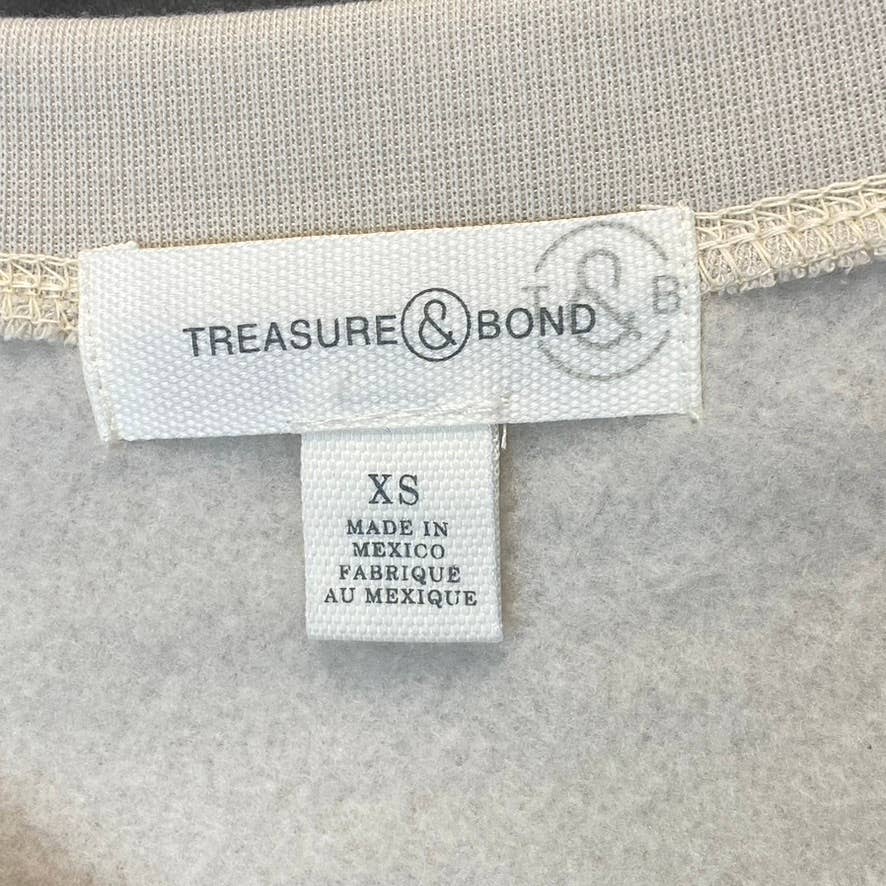 TREASURE & BOND
T & B
XS
MADE IN
MEXICO
FABRIQUÉ
AU MEXIQUE